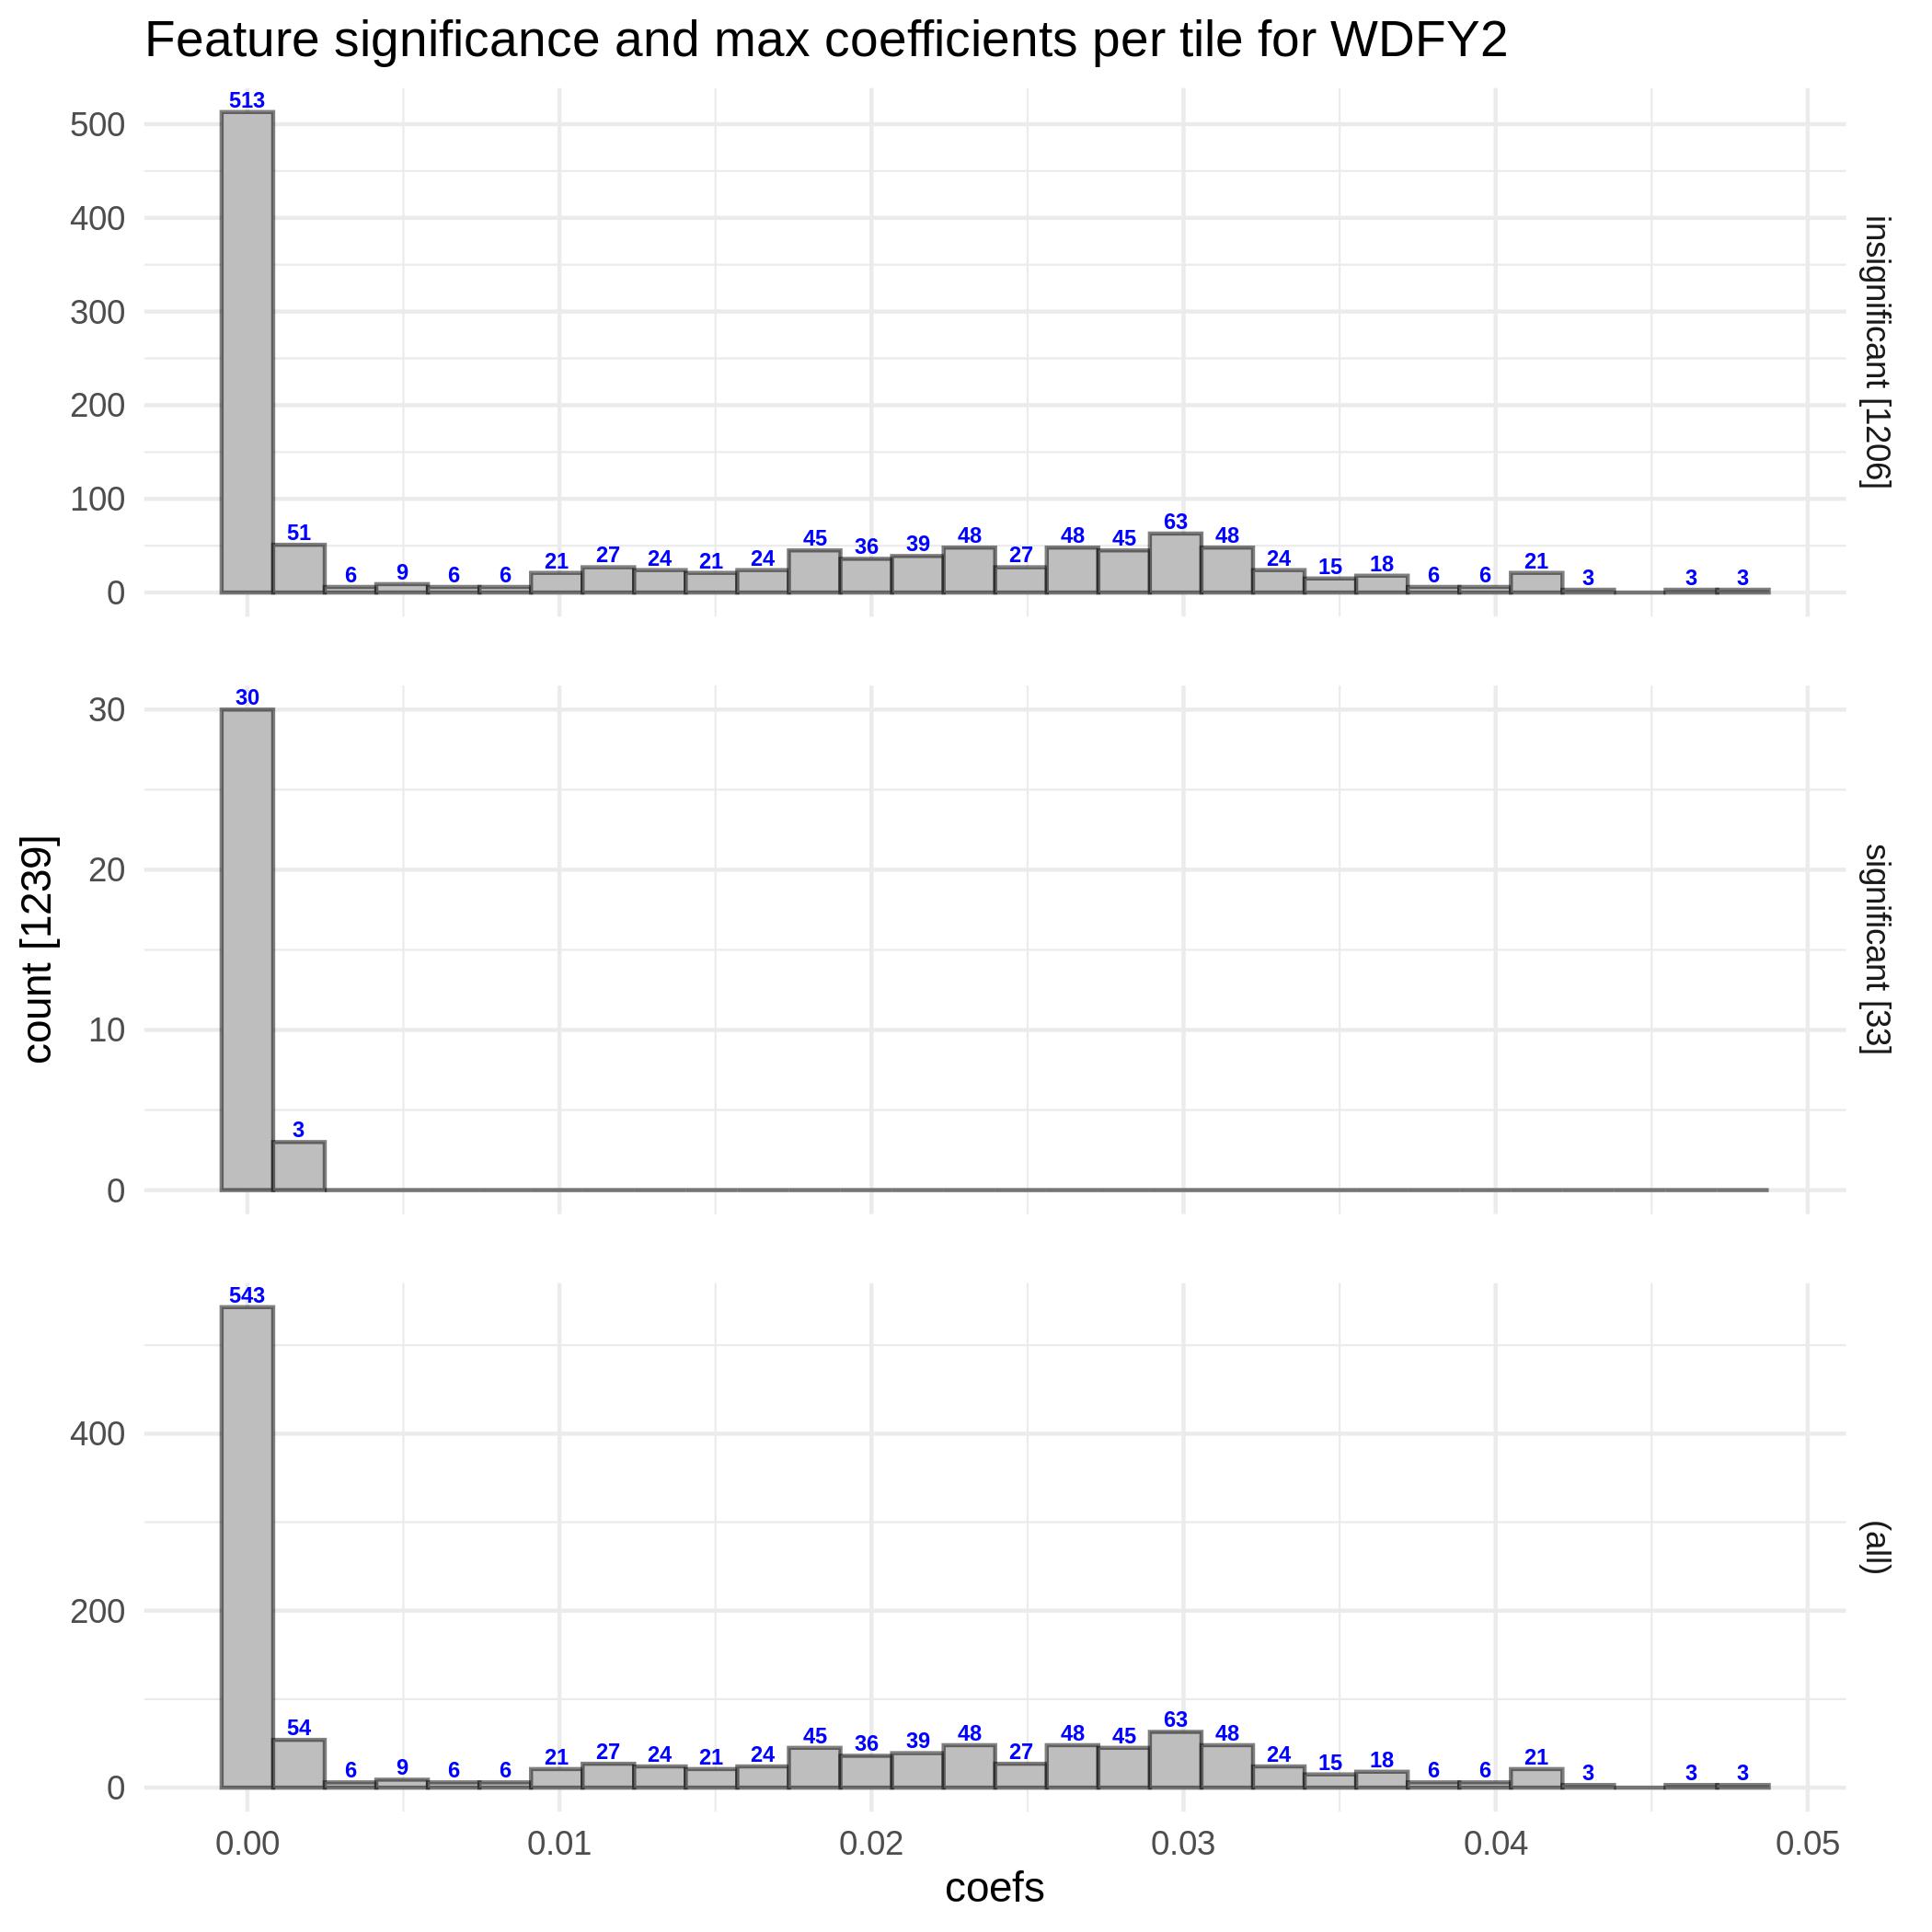 Feature significance and max coefficients per tile for WDFY2
513
500
400
300
200
100
0
51 6 9 6 6 21 27 24 21 24 45 36 39 48 27 48 45 63 48 24 15 18 6 6 21 3 3 3
insignificant [1206]
30
30
20
10
0
3
significant [33]
count [1239]
543
400
200
0
54 6 9 6 6 21 27 24 21 24 45 36 39 48 27 48 45 63 48 24 15 18 6 6 21 3 3 3
(all)
0.00 0.01 0.02 0.03 0.04 0.05
coefs